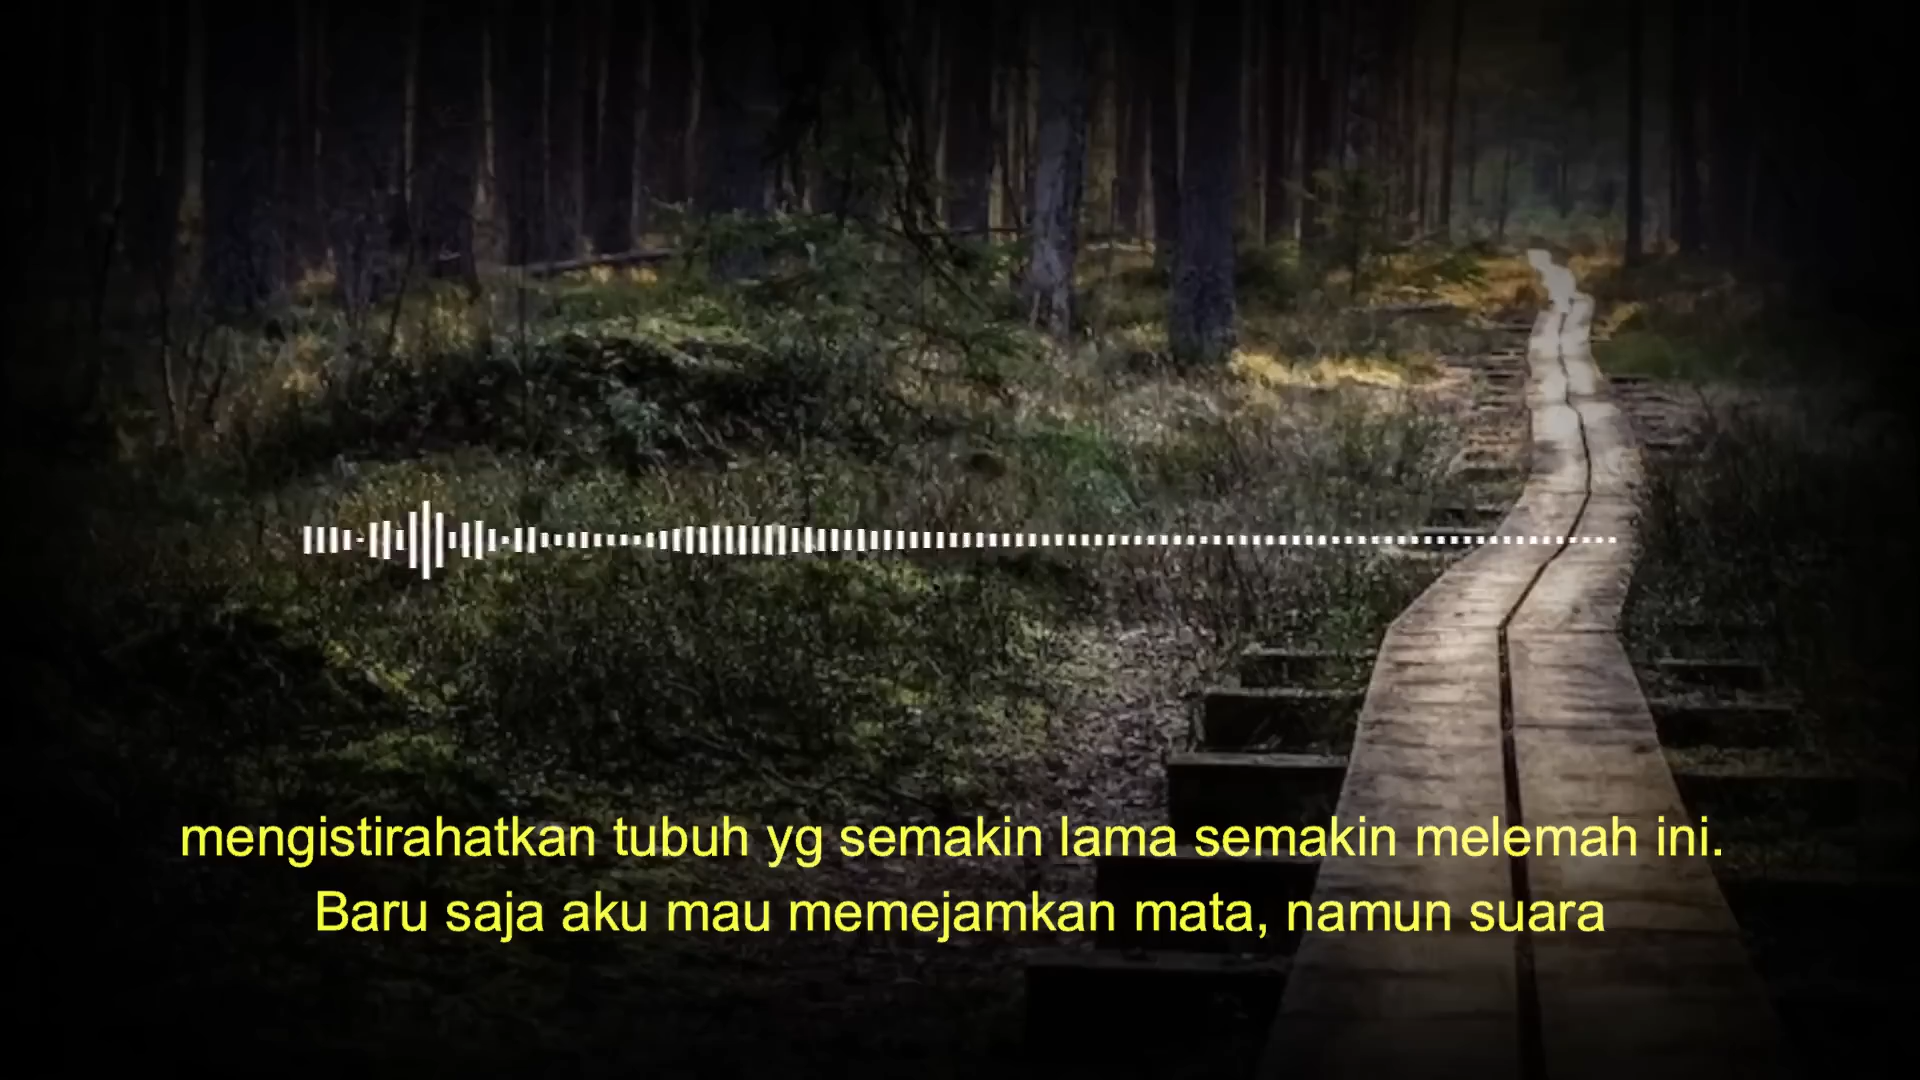 mengistirahatkan tubuh yg semakin lama semakin melemah ini.
Baru saja aku mau memejamkan mata, namun suara